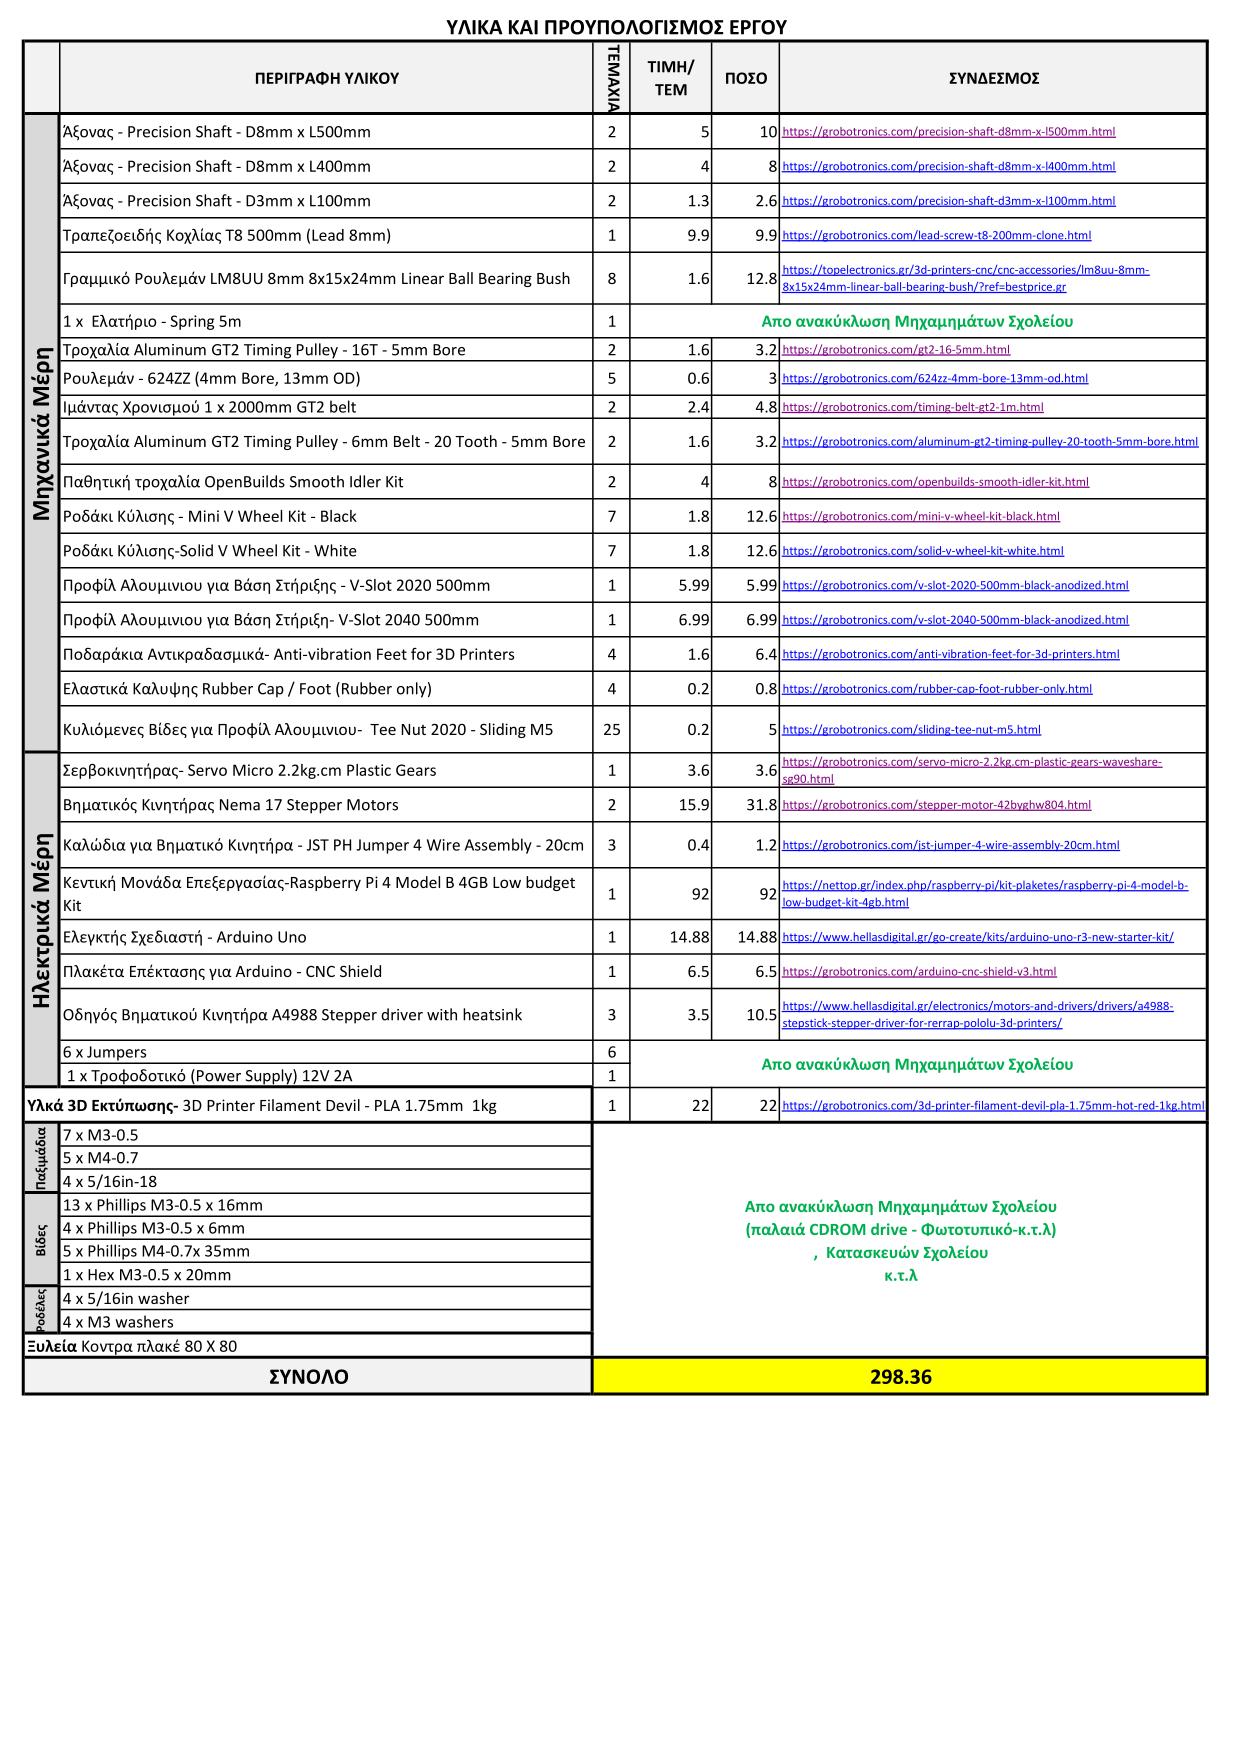 ΥΛΙΚΑ ΚΑΙ ΠΡΟΥΠΟΛΟΓΙΣΜΟΣ ΕΡΓΟΥ
ΠΕΡΙΓΡΑΦΗ ΥΛΙΚΟΥ ΤΕΜΑΧΙΑ ΤΙΜΗ/ ΤΕΜ ΠΟΣΟ ΣΥΝΔΕΣΜΟΣ
Μηχανικά Μέρη
Άξονας - Precision Shaft - D8mm x L500mm 2 5 10 https://grobotronics.com/precision-shaft-d8mm-x-l500mm.html
Άξονας - Precision Shaft - D8mm x L400mm 2 4 8 https://grobotronics.com/precision-shaft-d8mm-x-l400mm.html
Άξονας - Precision Shaft - D3mm x L100mm 2 1.3 2.6 https://grobotronics.com/precision-shaft-d3mm-x-l100mm.html
Τραπεζοειδής Κοχλίας T8 500mm (Lead 8mm) 1 9.9 9.9 https://grobotronics.com/lead-screw-t8-200mm-clone.html
Γραμμικό Ρουλεμάν LM8UU 8mm 8x15x24mm Linear Ball Bearing Bush 8 1.6 12.8 https://topelectronics.gr/3d-printers-cnc/cnc-accessories/lm8uu-8mm-
8x15x24mm-linear-ball-bearing-bush/?ref=bestprice.gr
1 x  Ελατήριο - Spring 5m 1 Απο ανακύκλωση Μηχαμημάτων Σχολείου
Τροχαλία Aluminum GT2 Timing Pulley - 16T - 5mm Bore 2 1.6 3.2 https://grobotronics.com/gt2-16-5mm.html
Ρουλεμάν - 624ZZ (4mm Bore, 13mm OD) 5 0.6 3 https://grobotronics.com/624zz-4mm-bore-13mm-od.html
Ιμάντας Χρονισμού 1 x 2000mm GT2 belt 2 2.4 4.8 https://grobotronics.com/timing-belt-gt2-1m.html
Τροχαλία Aluminum GT2 Timing Pulley - 6mm Belt - 20 Tooth - 5mm Bore 2 1.6 3.2 https://grobotronics.com/aluminum-gt2-timing-pulley-20-tooth-5mm-bore.html
Παθητική τροχαλία OpenBuilds Smooth Idler Kit 2 4 8 https://grobotronics.com/openbuilds-smooth-idler-kit.html
Ροδάκι Κύλισης - Mini V Wheel Kit - Black 7 1.8 12.6 https://grobotronics.com/mini-v-wheel-kit-black.html
Ροδάκι Κύλισης-Solid V Wheel Kit - White 7 1.8 12.6 https://grobotronics.com/solid-v-wheel-kit-white.html
Προφίλ Αλουμινιου για Βάση Στήριξης - V-Slot 2020 500mm 1 5.99 5.99 https://grobotronics.com/v-slot-2020-500mm-black-anodized.html
Προφίλ Αλουμινιου για Βάση Στήριξη- V-Slot 2040 500mm 1 6.99 6.99 https://grobotronics.com/v-slot-2040-500mm-black-anodized.html
Ποδαράκια Αντικραδασμικά- Anti-vibration Feet for 3D Printers 4 1.6 6.4 https://grobotronics.com/anti-vibration-feet-for-3d-printers.html
Ελαστικά Καλυψης Rubber Cap / Foot (Rubber only) 4 0.2 0.8 https://grobotronics.com/rubber-cap-foot-rubber-only.html
Κυλιόμενες Βίδες για Προφίλ Αλουμινιου-  Tee Nut 2020 - Sliding M5 25 0.2 5 https://grobotronics.com/sliding-tee-nut-m5.html
Ηλεκτρικά Μέρη
Σερβοκινητήρας- Servo Micro 2.2kg.cm Plastic Gears 1 3.6 3.6 https://grobotronics.com/servo-micro-2.2kg.cm-plastic-gears-waveshare-
sg90.html
Βηματικός Κινητήρας Nema 17 Stepper Motors 2 15.9 31.8 https://grobotronics.com/stepper-motor-42byghw804.html
Καλώδια για Βηματικό Κινητήρα - JST PH Jumper 4 Wire Assembly - 20cm 3 0.4 1.2 https://grobotronics.com/jst-jumper-4-wire-assembly-20cm.html
Κεντική Μονάδα Επεξεργασίας-Raspberry Pi 4 Model B 4GB Low budget
Kit 1 92 92 https://nettop.gr/index.php/raspberry-pi/kit-plaketes/raspberry-pi-4-model-b-
low-budget-kit-4gb.html
Ελεγκτής Σχεδιαστή - Arduino Uno 1 14.88 14.88 https://www.hellasdigital.gr/go-create/kits/arduino-uno-r3-new-starter-kit/
Πλακέτα Επέκτασης για Arduino - CNC Shield 1 6.5 6.5 https://grobotronics.com/arduino-cnc-shield-v3.html
Οδηγός Βηματικού Κινητήρα A4988 Stepper driver with heatsink 3 3.5 10.5 https://www.hellasdigital.gr/electronics/motors-and-drivers/drivers/a4988-
stepstick-stepper-driver-for-rerrap-pololu-3d-printers/
6 x Jumpers 6 Απο ανακύκλωση Μηχαμημάτων Σχολείου
1 x Τροφοδοτικό (Power Supply) 12V 2A 1
Υλκά 3D Εκτύπωσης- 3D Printer Filament Devil - PLA 1.75mm  1kg 1 22 22 https://grobotronics.com/3d-printer-filament-devil-pla-1.75mm-hot-red-1kg.html
Παξιμάδια
7 x M3-0.5
5 x M4-0.7
4 x 5/16in-18
Βίδες
13 x Phillips M3-0.5 x 16mm
4 x Phillips M3-0.5 x 6mm
5 x Phillips M4-0.7x 35mm
1 x Hex M3-0.5 x 20mm
Ροδέλες
4 x 5/16in washer
4 x M3 washers
Ξυλεία Κοντρα πλακέ 80 Χ 80
Απο ανακύκλωση Μηχαμημάτων Σχολείου
(παλαιά CDROM drive - Φωτοτυπικό-κ.τ.λ)
,  Κατασκευών Σχολείου
κ.τ.λ
ΣΥΝΟΛΟ 298.36